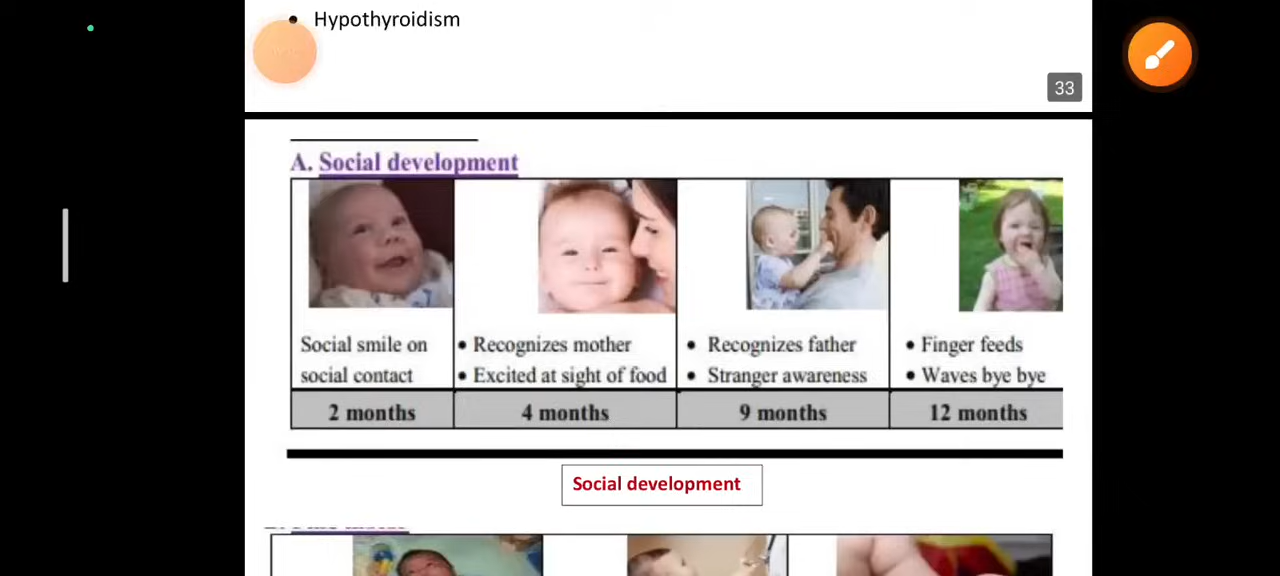 • Hypothyroidism
33
A. Social development
Social smile on
social contact
• Recognizes mother
• Excited at sight of food
• Recognizes father
• Stranger awareness
• Finger feeds
• Waves bye bye
2 months
4 months
9 months
12 months
Social development